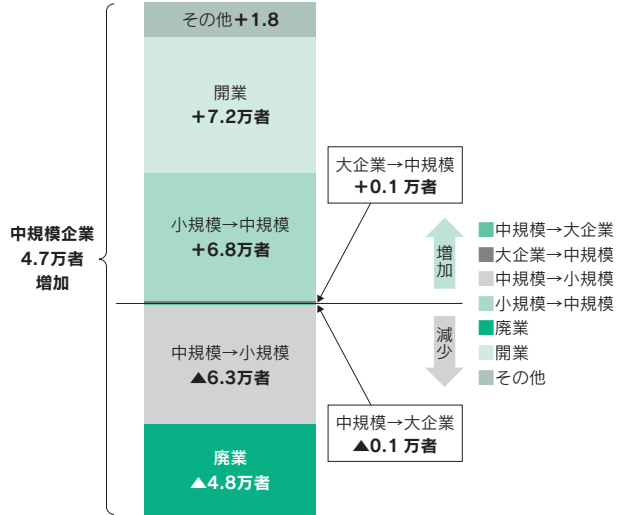 その他+1.8
開業
+7.2万者
大企業→中規模
+0.1 万者
小規模→中規模
+6.8万者
中規模企業
4.7万者
増加
増加
中規模→大企業
大企業→中規模
中規模→小規模
小規模→中規模
廃業
開業
その他
減少
中規模→小規模
▲6.3万者
中規模→大企業
▲0.1 万者
廃業
▲4.8万者